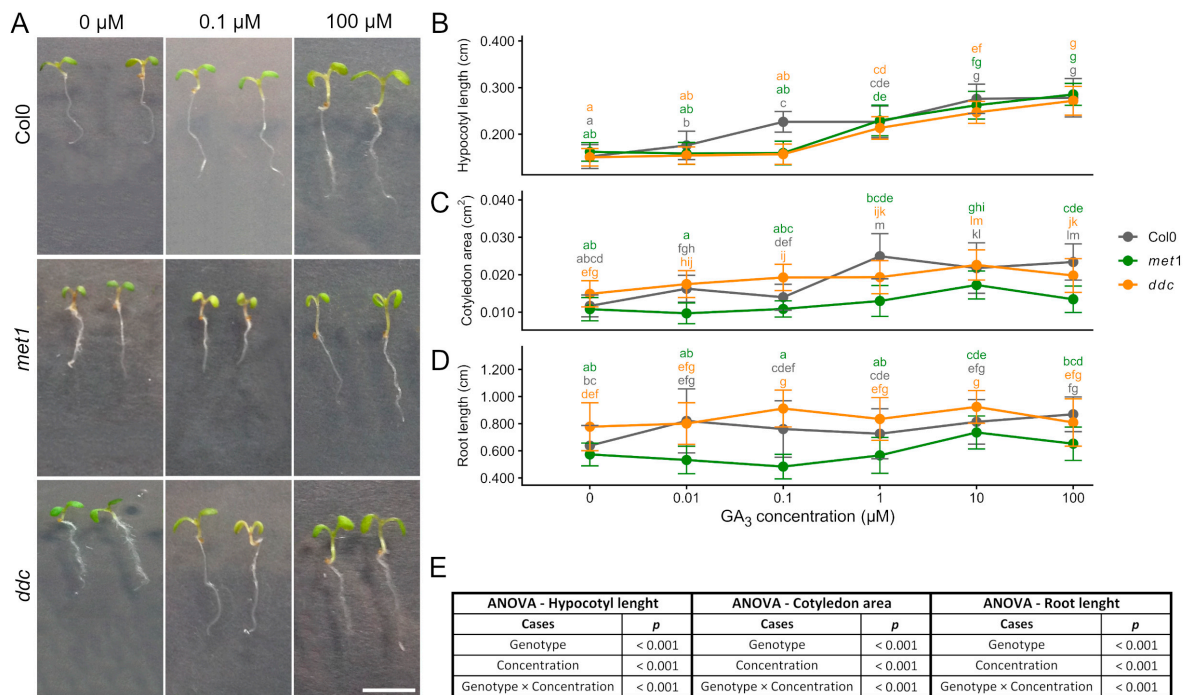 A
0 µM 0.1 µM 100 µM
Col0
met1
ddc
B
Hypocotyl length (cm)
0.400
0.300
0.200
a
a
ab
ab
ab
b
ab
ab
c
cd
cde
de
ef
fg
g
g
g
g
C
Cotyledon area (cm²)
0.040
0.030
0.020
0.010
ab
abcd
efg
a
fgh
hij
abc
def
ij
bcde
ijk
m
ghi
lm
kl
cde
jk
lm
Col0
met1
ddc
D
Root length (cm)
1.200
1.000
0.800
0.600
0.400
ab
bc
def
ab
efg
efg
a
cdef
g
ab
cde
efg
cde
efg
g
bcd
efg
fg
0 0.01 0.1 1 10 100
GA₃ concentration (µM)
E
ANOVA - Hypocotyl lenght ANOVA - Cotyledon area ANOVA - Root lenght
Cases p Cases p Cases p
Genotype < 0.001 Genotype < 0.001 Genotype < 0.001
Concentration < 0.001 Concentration < 0.001 Concentration < 0.001
Genotype × Concentration < 0.001 Genotype × Concentration < 0.001 Genotype × Concentration < 0.001